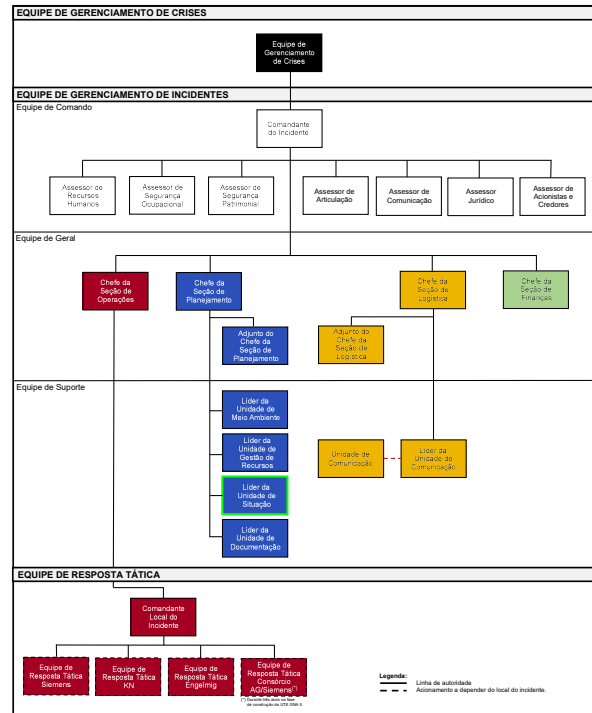 EQUIPE DE GERENCIAMENTO DE CRISES
Equipe de
Gerenciamento
de Crises
EQUIPE DE GERENCIAMENTO DE INCIDENTES
Equipe de Comando
Comandante
do Incidente
Assessor de
Recursos
Humanos
Assessor de
Segurança
Ocupacional
Assessor de
Segurança
Patrimonial
Assessor de
Articulação
Assessor de
Comunicação
Assessor
Jurídico
Assessor de
Acionistas e
Credores
Equipe de Geral
Chefe da
Seção de
Operações
Chefe da
Seção de
Planejamento
Chefe da
Seção de
Logística
Chefe da
Seção de
Finanças
Adjunto do
Chefe da
Seção de
Planejamento
Adjunto do
Chefe da
Seção de
Logística
Equipe de Suporte
Líder da
Unidade de
Meio Ambiente
Líder da
Unidade de
Gestão de
Recursos
Unidade de
Comunicação
Líder da
Unidade de
Comunicação
Líder da
Unidade de
Situação
Líder da
Unidade de
Documentação
EQUIPE DE RESPOSTA TÁTICA
Comandante
Local do
Incidente
Equipe de
Resposta Tática
Siemens
Equipe de
Resposta Tática
KN
Equipe de
Resposta Tática
Engelmig
Equipe de
Resposta Tática
Consórcio
AG/Siemens(*)
de construção da UTE GNA II.
Legenda:
Linha de autoridade
Acionamento a depender do local do incidente.